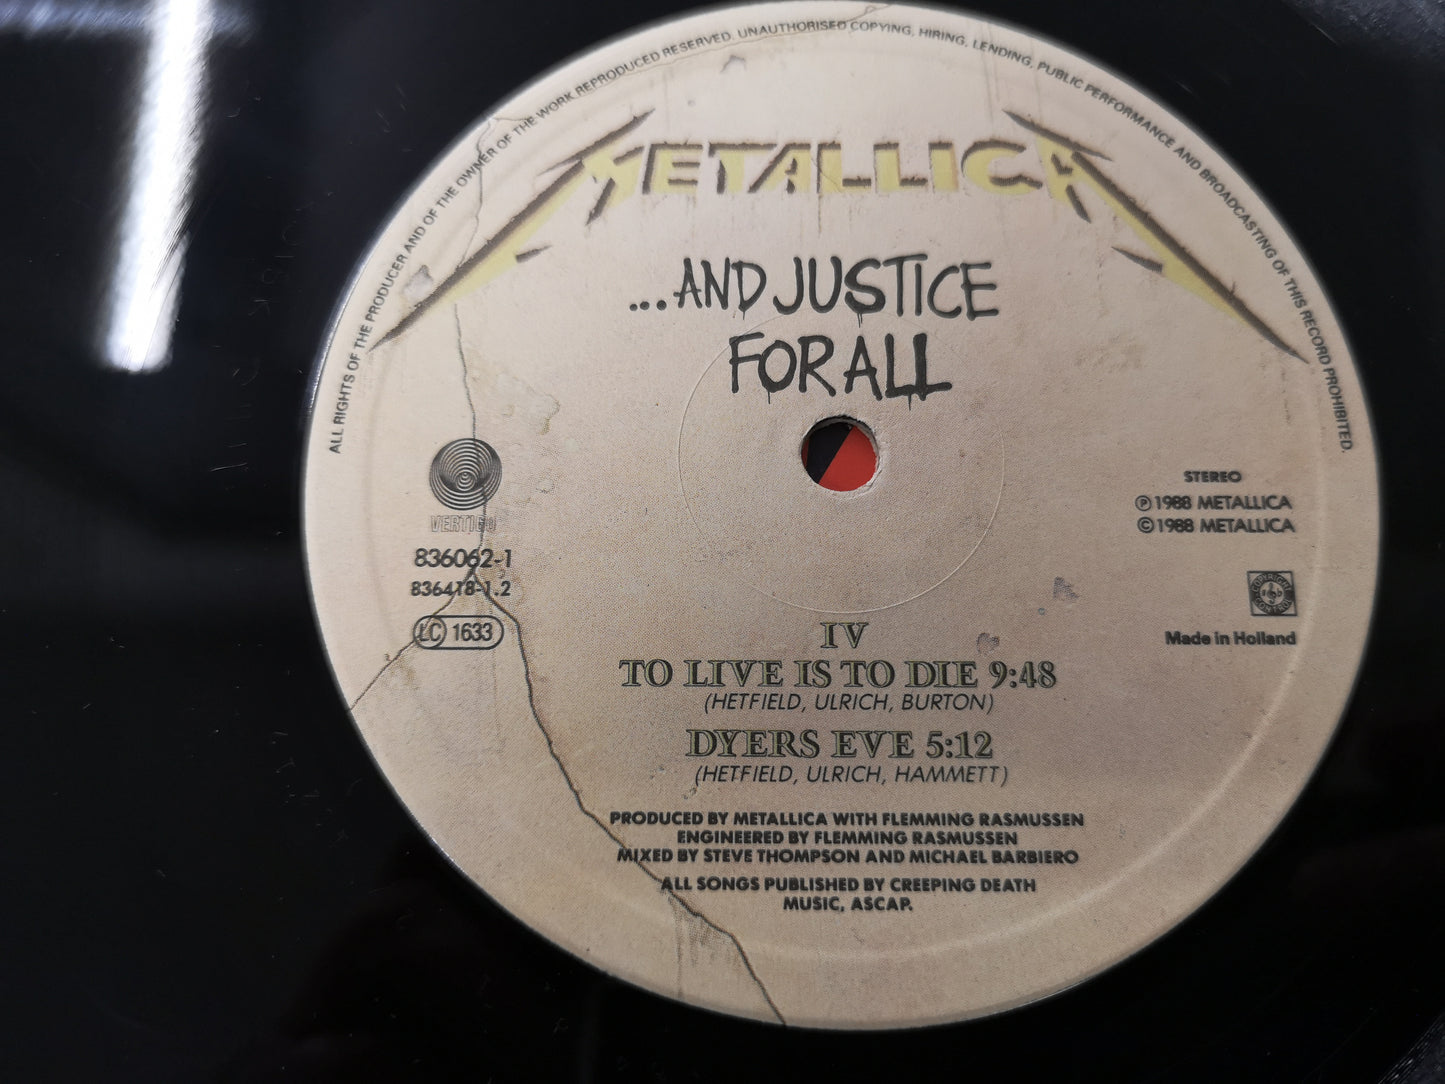 ALL RIGHTS OF THE PRODUCER AND OF THE OWNER OF THE WORK REPRODUCED RESERVED. UNAUTHORISED COPYING, HIRING, LENDING, PUBLIC PERFORMANCE AND BROADCASTING OF THIS RECORD PROHIBITED.
METALLICA
...AND JUSTICE
FOR ALL
VERTIGO
836062-1
836418-1.2
LC 1633
STEREO
Ⓟ1988 METALLICA
©1988 METALLICA
Made in Holland
IV
TO LIVE IS TO DIE 9:48
(HETFIELD, ULRICH, BURTON)
DYERS EVE 5:12
(HETFIELD, ULRICH, HAMMETT)
PRODUCED BY METALLICA WITH FLEMMING RASMUSSEN
ENGINEERED BY FLEMMING RASMUSSEN
MIXED BY STEVE THOMPSON AND MICHAEL BARBIERO
ALL SONGS PUBLISHED BY CREEPING DEATH
MUSIC, ASCAP.